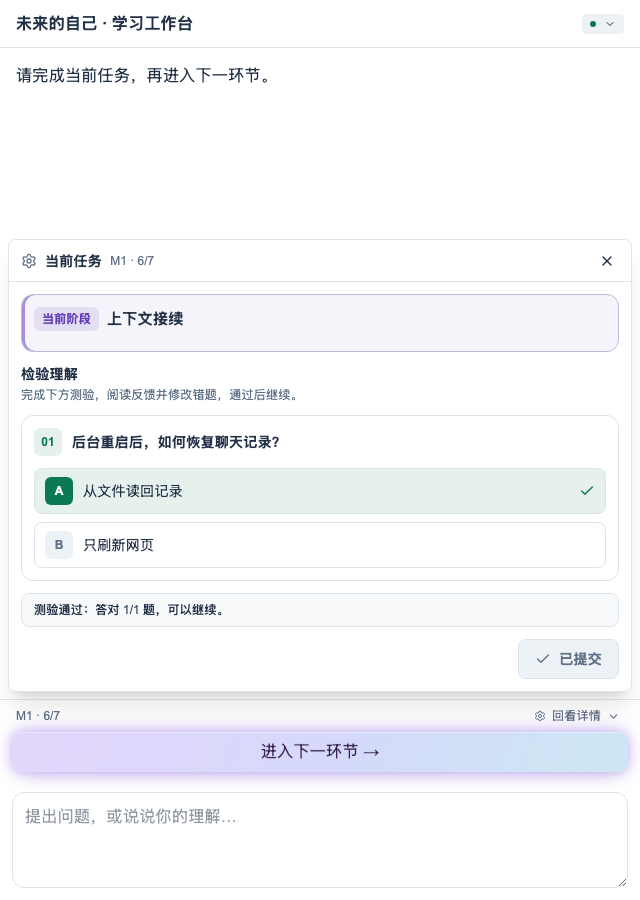 未来的自己 · 学习工作台
请完成当前任务，再进入下一环节。
当前任务 M1 · 6/7
当前阶段 上下文接续
检验理解
完成下方测验，阅读反馈并修改错题，通过后继续。
01 后台重启后，如何恢复聊天记录？
A 从文件读回记录
B 只刷新网页
测验通过：答对 1/1 题，可以继续。
已提交
M1 · 6/7 回看详情
进入下一环节 →
提出问题，或说说你的理解…